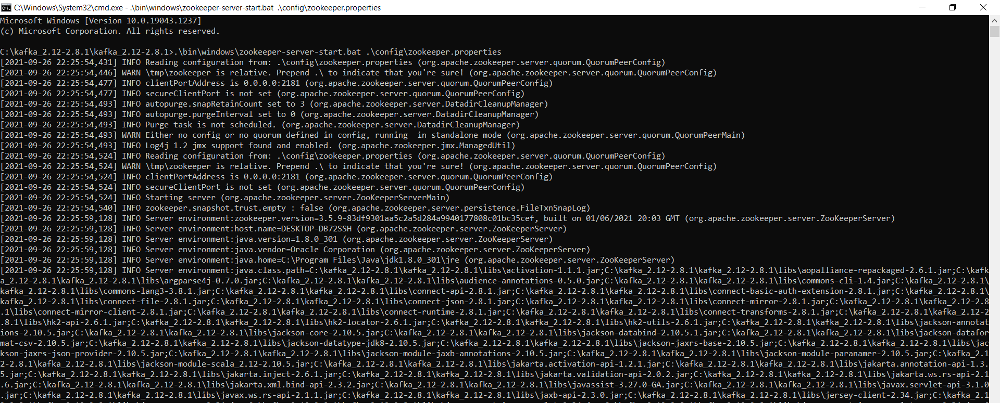 C:\Windows\System32\cmd.exe - .\bin\windows\zookeeper-server-start.bat .\config\zookeeper.properties
Microsoft Windows [Version 10.0.19043.1237]
(c) Microsoft Corporation. All rights reserved.
C:\kafka_2.12-2.8.1\kafka_2.12-2.8.1>.\bin\windows\zookeeper-server-start.bat .\config\zookeeper.properties
[2021-09-26 22:25:54,431] INFO Reading configuration from: .\config\zookeeper.properties (org.apache.zookeeper.server.quorum.QuorumPeerConfig)
[2021-09-26 22:25:54,446] WARN \tmp\zookeeper is relative. Prepend .\ to indicate that you're sure! (org.apache.zookeeper.server.quorum.QuorumPeerConfig)
[2021-09-26 22:25:54,477] INFO clientPortAddress is 0.0.0.0:2181 (org.apache.zookeeper.server.quorum.QuorumPeerConfig)
[2021-09-26 22:25:54,477] INFO secureClientPort is not set (org.apache.zookeeper.server.quorum.QuorumPeerConfig)
[2021-09-26 22:25:54,493] INFO autopurge.snapRetainCount set to 3 (org.apache.zookeeper.server.DatadirCleanupManager)
[2021-09-26 22:25:54,493] INFO autopurge.purgeInterval set to 0 (org.apache.zookeeper.server.DatadirCleanupManager)
[2021-09-26 22:25:54,493] INFO Purge task is not scheduled. (org.apache.zookeeper.server.DatadirCleanupManager)
[2021-09-26 22:25:54,493] WARN Either no config or no quorum defined in config, running  in standalone mode (org.apache.zookeeper.server.quorum.QuorumPeerMain)
[2021-09-26 22:25:54,493] INFO Log4j 1.2 jmx support found and enabled. (org.apache.zookeeper.jmx.ManagedUtil)
[2021-09-26 22:25:54,524] INFO Reading configuration from: .\config\zookeeper.properties (org.apache.zookeeper.server.quorum.QuorumPeerConfig)
[2021-09-26 22:25:54,524] WARN \tmp\zookeeper is relative. Prepend .\ to indicate that you're sure! (org.apache.zookeeper.server.quorum.QuorumPeerConfig)
[2021-09-26 22:25:54,524] INFO clientPortAddress is 0.0.0.0:2181 (org.apache.zookeeper.server.quorum.QuorumPeerConfig)
[2021-09-26 22:25:54,524] INFO secureClientPort is not set (org.apache.zookeeper.server.quorum.QuorumPeerConfig)
[2021-09-26 22:25:54,524] INFO Starting server (org.apache.zookeeper.server.ZooKeeperServerMain)
[2021-09-26 22:25:54,540] INFO zookeeper.snapshot.trust.empty : false (org.apache.zookeeper.server.persistence.FileTxnSnapLog)
[2021-09-26 22:25:59,128] INFO Server environment:zookeeper.version=3.5.9-83df9301aa5c2a5d284a9940177808c01bc35cef, built on 01/06/2021 20:03 GMT (org.apache.zookeeper.server.ZooKeeperServer)
[2021-09-26 22:25:59,128] INFO Server environment:host.name=DESKTOP-DB72SSH (org.apache.zookeeper.server.ZooKeeperServer)
[2021-09-26 22:25:59,128] INFO Server environment:java.version=1.8.0_301 (org.apache.zookeeper.server.ZooKeeperServer)
[2021-09-26 22:25:59,128] INFO Server environment:java.vendor=Oracle Corporation (org.apache.zookeeper.server.ZooKeeperServer)
[2021-09-26 22:25:59,128] INFO Server environment:java.home=C:\Program Files\Java\jdk1.8.0_301\jre (org.apache.zookeeper.server.ZooKeeperServer)
[2021-09-26 22:25:59,128] INFO Server environment:java.class.path=C:\kafka_2.12-2.8.1\kafka_2.12-2.8.1\libs\activation-1.1.1.jar;C:\kafka_2.12-2.8.1\kafka_2.12-2.8.1\libs\aopalliance-repackaged-2.6.1.jar;C:\kafk
a_2.12-2.8.1\kafka_2.12-2.8.1\libs\argparse4j-0.7.0.jar;C:\kafka_2.12-2.8.1\kafka_2.12-2.8.1\libs\audience-annotations-0.5.0.jar;C:\kafka_2.12-2.8.1\kafka_2.12-2.8.1\libs\commons-cli-1.4.jar;C:\kafka_2.12-2.8.1\
kafka_2.12-2.8.1\libs\commons-lang3-3.8.1.jar;C:\kafka_2.12-2.8.1\kafka_2.12-2.8.1\libs\connect-api-2.8.1.jar;C:\kafka_2.12-2.8.1\kafka_2.12-2.8.1\libs\connect-basic-auth-extension-2.8.1.jar;C:\kafka_2.12-2.8.1\
kafka_2.12-2.8.1\libs\connect-file-2.8.1.jar;C:\kafka_2.12-2.8.1\kafka_2.12-2.8.1\libs\connect-json-2.8.1.jar;C:\kafka_2.12-2.8.1\kafka_2.12-2.8.1\libs\connect-mirror-2.8.1.jar;C:\kafka_2.12-2.8.1\kafka_2.12-2.8
.1\libs\connect-mirror-client-2.8.1.jar;C:\kafka_2.12-2.8.1\kafka_2.12-2.8.1\libs\connect-runtime-2.8.1.jar;C:\kafka_2.12-2.8.1\kafka_2.12-2.8.1\libs\connect-transforms-2.8.1.jar;C:\kafka_2.12-2.8.1\kafka_2.12-2
.8.1\libs\hk2-api-2.6.1.jar;C:\kafka_2.12-2.8.1\kafka_2.12-2.8.1\libs\hk2-locator-2.6.1.jar;C:\kafka_2.12-2.8.1\kafka_2.12-2.8.1\libs\hk2-utils-2.6.1.jar;C:\kafka_2.12-2.8.1\kafka_2.12-2.8.1\libs\jackson-annotat
ions-2.10.5.jar;C:\kafka_2.12-2.8.1\kafka_2.12-2.8.1\libs\jackson-core-2.10.5.jar;C:\kafka_2.12-2.8.1\kafka_2.12-2.8.1\libs\jackson-databind-2.10.5.1.jar;C:\kafka_2.12-2.8.1\kafka_2.12-2.8.1\libs\jackson-datafor
mat-csv-2.10.5.jar;C:\kafka_2.12-2.8.1\kafka_2.12-2.8.1\libs\jackson-datatype-jdk8-2.10.5.jar;C:\kafka_2.12-2.8.1\kafka_2.12-2.8.1\libs\jackson-jaxrs-base-2.10.5.jar;C:\kafka_2.12-2.8.1\kafka_2.12-2.8.1\libs\jac
kson-jaxrs-json-provider-2.10.5.jar;C:\kafka_2.12-2.8.1\kafka_2.12-2.8.1\libs\jackson-module-jaxb-annotations-2.10.5.jar;C:\kafka_2.12-2.8.1\kafka_2.12-2.8.1\libs\jackson-module-paranamer-2.10.5.jar;C:\kafka_2.1
2-2.8.1\kafka_2.12-2.8.1\libs\jackson-module-scala_2.12-2.10.5.jar;C:\kafka_2.12-2.8.1\kafka_2.12-2.8.1\libs\jakarta.activation-api-1.2.1.jar;C:\kafka_2.12-2.8.1\kafka_2.12-2.8.1\libs\jakarta.annotation-api-1.3.
5.jar;C:\kafka_2.12-2.8.1\kafka_2.12-2.8.1\libs\jakarta.inject-2.6.1.jar;C:\kafka_2.12-2.8.1\kafka_2.12-2.8.1\libs\jakarta.validation-api-2.0.2.jar;C:\kafka_2.12-2.8.1\kafka_2.12-2.8.1\libs\jakarta.ws.rs-api-2.1
.6.jar;C:\kafka_2.12-2.8.1\kafka_2.12-2.8.1\libs\jakarta.xml.bind-api-2.3.2.jar;C:\kafka_2.12-2.8.1\kafka_2.12-2.8.1\libs\javassist-3.27.0-GA.jar;C:\kafka_2.12-2.8.1\kafka_2.12-2.8.1\libs\javax.servlet-api-3.1.0
.jar;C:\kafka_2.12-2.8.1\kafka_2.12-2.8.1\libs\javax.ws.rs-api-2.1.1.jar;C:\kafka_2.12-2.8.1\kafka_2.12-2.8.1\libs\jaxb-api-2.3.0.jar;C:\kafka_2.12-2.8.1\kafka_2.12-2.8.1\libs\jersey-client-2.34.jar;C:\kafka_2.1